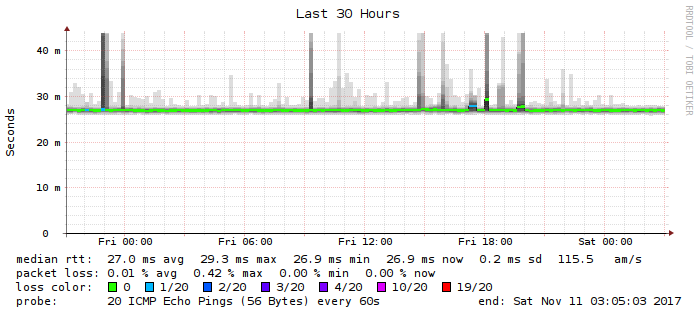 Last 30 Hours
RRDTOOL / TOBI OETIKER
Seconds
40 m
30 m
20 m
10 m
0
Fri 00:00 Fri 06:00 Fri 12:00 Fri 18:00 Sat 00:00
median rtt: 27.0 ms avg 29.3 ms max 26.9 ms min 26.9 ms now 0.2 ms sd 115.5 am/s
packet loss: 0.01 % avg 0.42 % max 0.00 % min 0.00 % now
loss color: 0 1/20 2/20 3/20 4/20 10/20 19/20
probe: 20 ICMP Echo Pings (56 Bytes) every 60s end: Sat Nov 11 03:05:03 2017